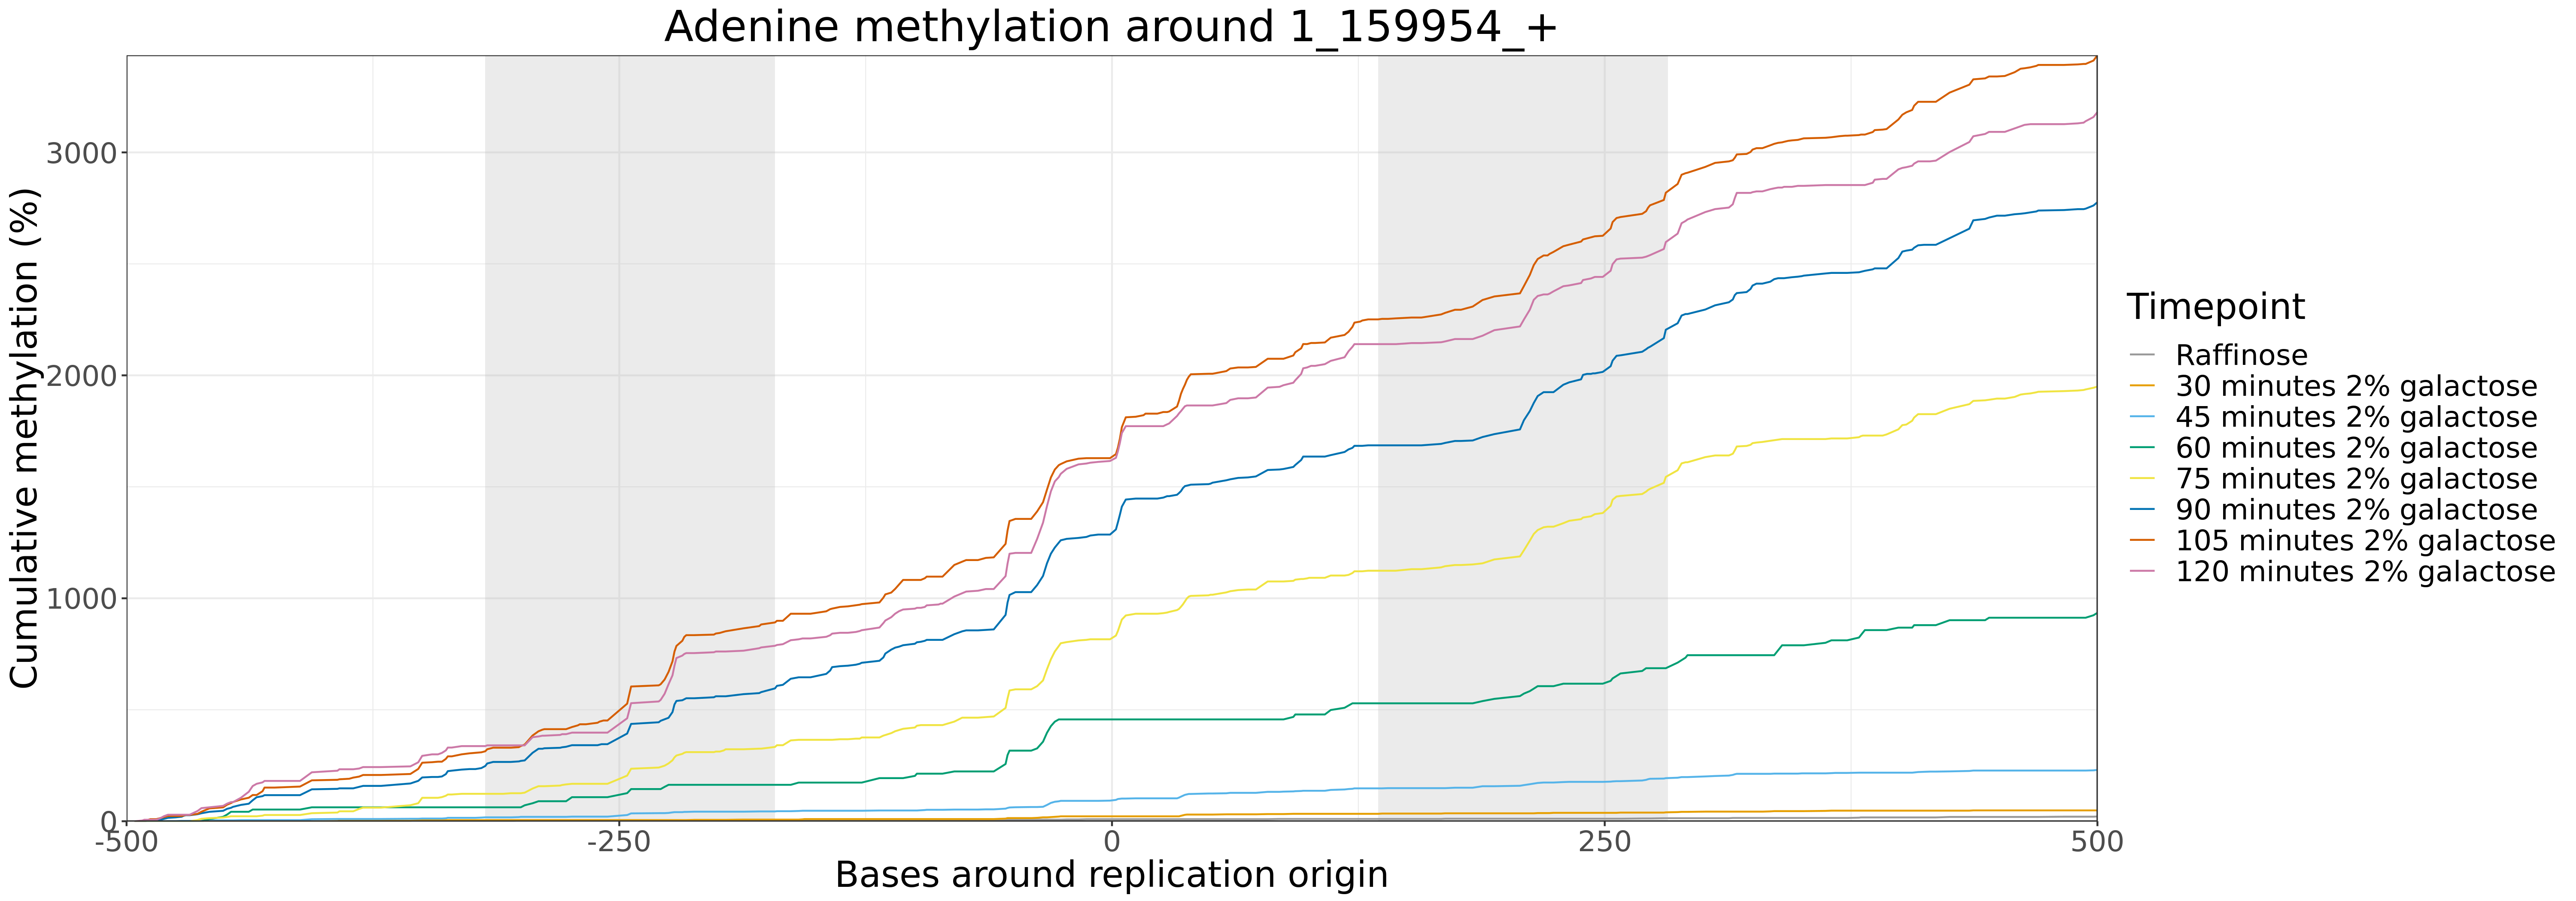 Adenine methylation around 1_159954_+
Cumulative methylation (%)
3000
2000
1000
0
-500
-250
0
250
500
Bases around replication origin
Timepoint
Raffinose
30 minutes 2% galactose
45 minutes 2% galactose
60 minutes 2% galactose
75 minutes 2% galactose
90 minutes 2% galactose
105 minutes 2% galactose
120 minutes 2% galactose